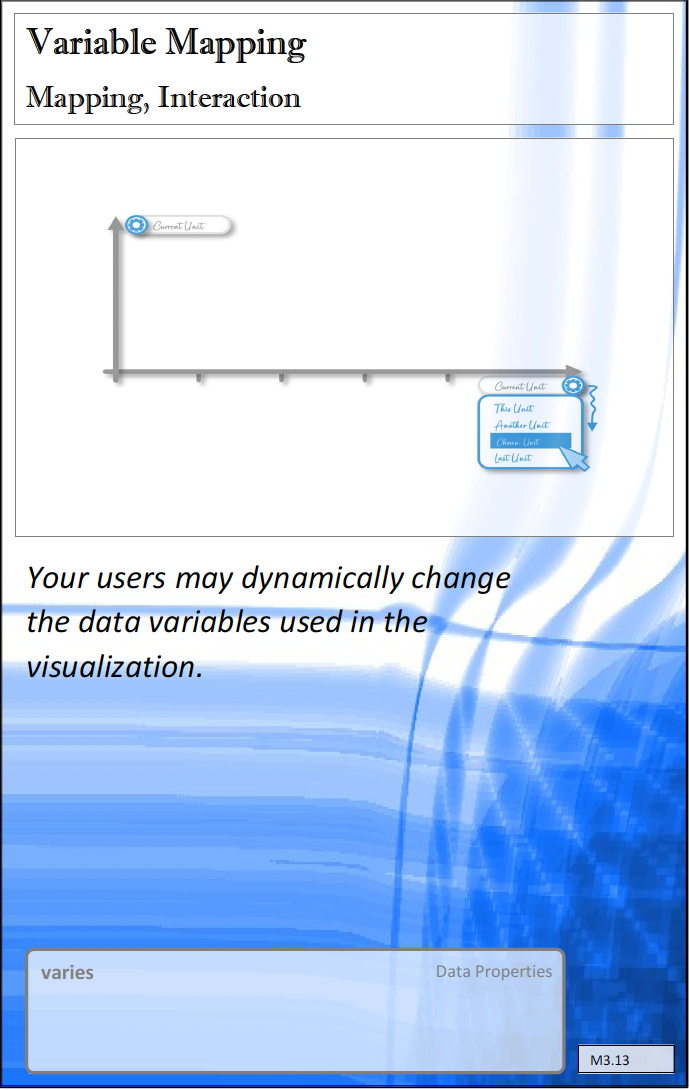 Variable Mapping
Mapping, Interaction
Current Unit
Current Unit
This Unit
Another Unit
Chosen Unit
Last Unit
Your users may dynamically change
the data variables used in the
visualization.
varies
Data Properties
M3.13